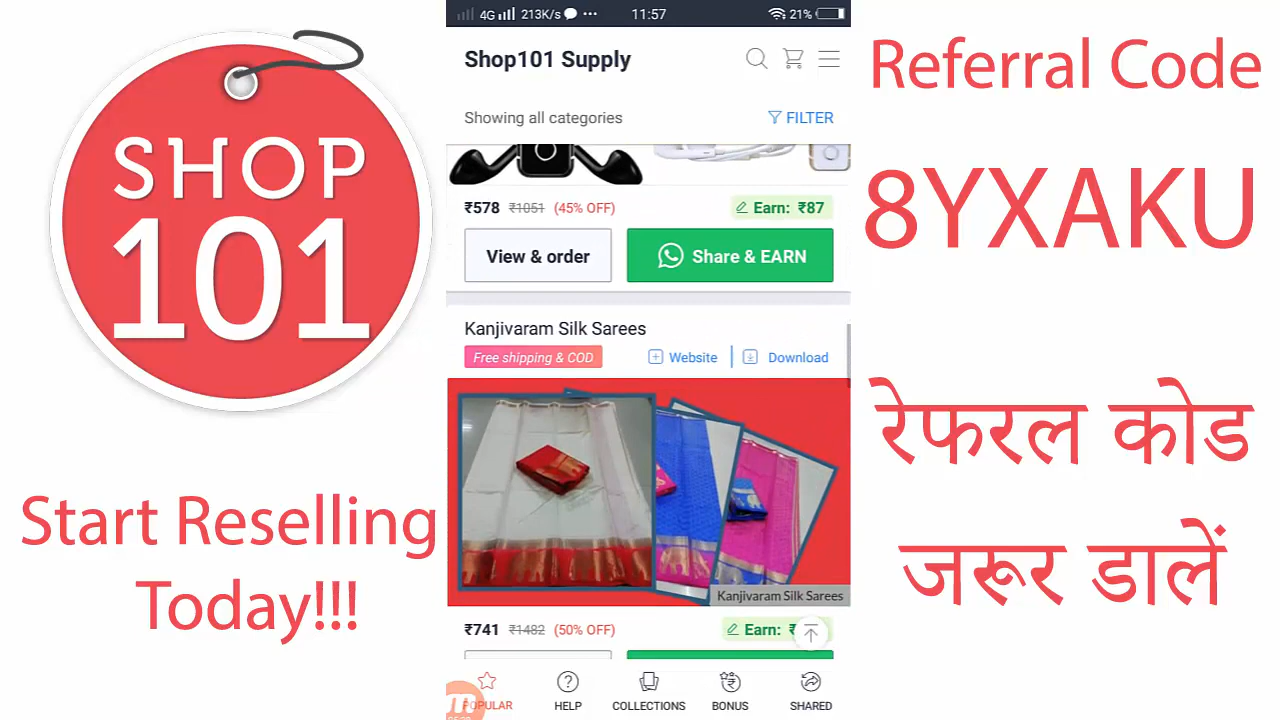 SHOP
101
Start Reselling
Today!!!
4G 213K/s 11:57 21%
Shop101 Supply
Showing all categories FILTER
₹578 ₹1051 (45% OFF) Earn: ₹87
View & order Share & EARN
Kanjivaram Silk Sarees
Free shipping & COD Website Download
Kanjivaram Silk Sarees
₹741 ₹1482 (50% OFF) Earn: ₹
POPULAR HELP COLLECTIONS BONUS SHARED
Referral Code
8YXAKU
रेफरल कोड
जरूर डालें